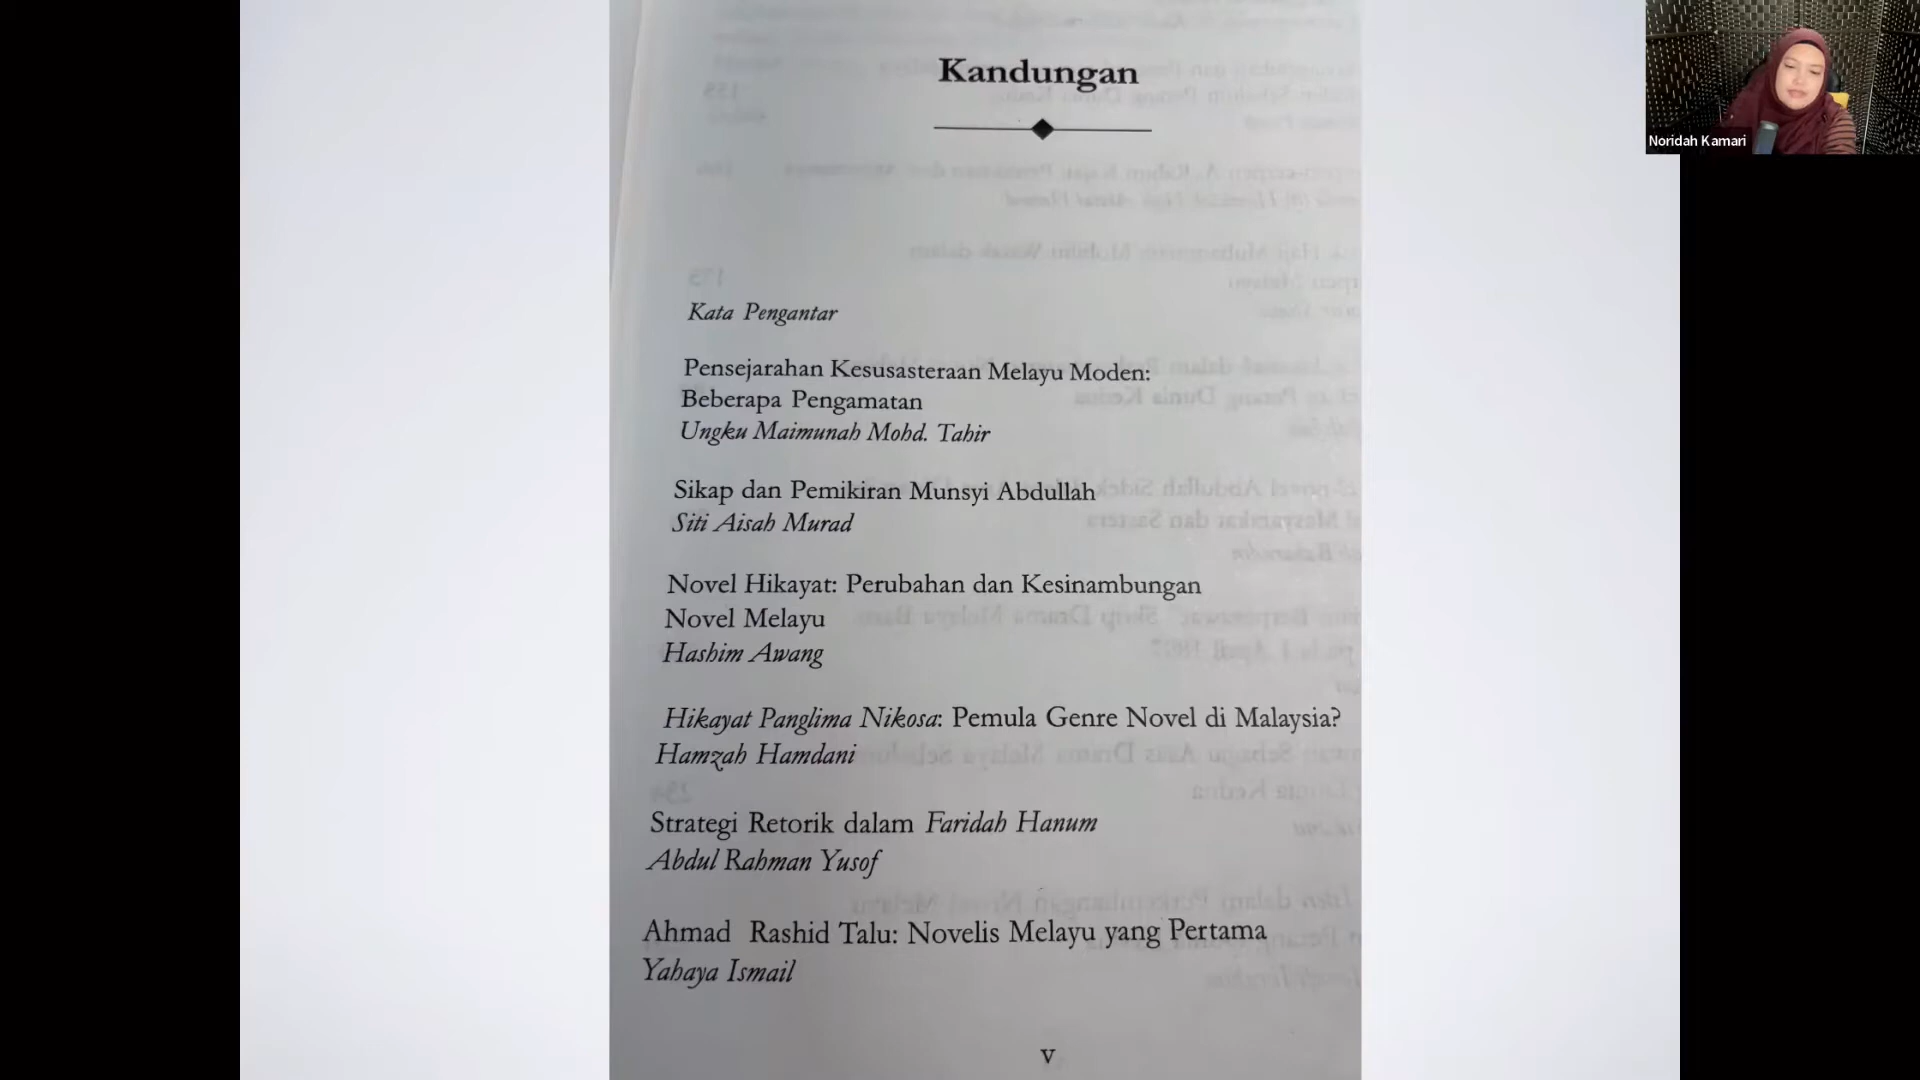 Kandungan
Kata Pengantar
Pensejarahan Kesusasteraan Melayu Moden:
Beberapa Pengamatan
Ungku Maimunah Mohd. Tahir
Sikap dan Pemikiran Munsyi Abdullah
Siti Aisah Murad
Novel Hikayat: Perubahan dan Kesinambungan
Novel Melayu
Hashim Awang
Hikayat Panglima Nikosa: Pemula Genre Novel di Malaysia?
Hamzah Hamdani
Strategi Retorik dalam Faridah Hanum
Abdul Rahman Yusof
Ahmad Rashid Talu: Novelis Melayu yang Pertama
Yahaya Ismail
v
Noridah Kamari